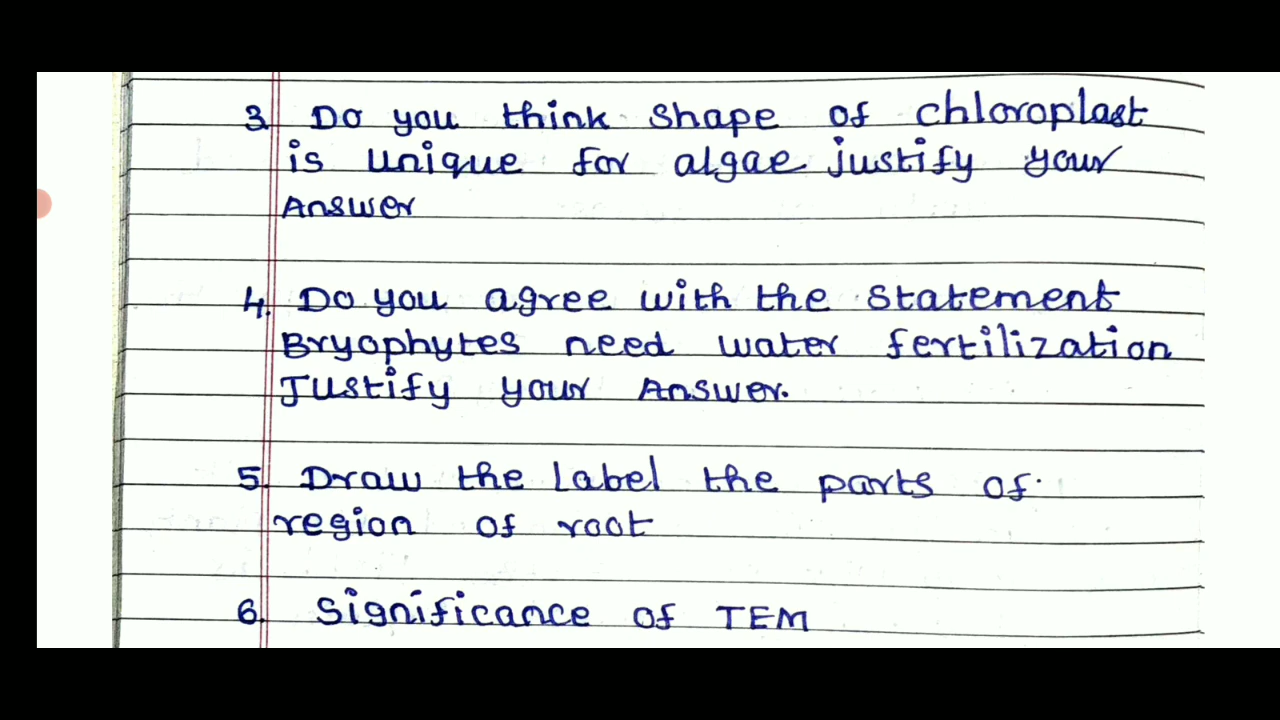 3. Do you think Shape of Chloroplast
is unique for algae justify your
Answer
4. Do you agree with the Statement
Bryophytes need water fertilization
Justify your Answer.
5. Draw the Label the parts of
region of root
6. Significance of TEM